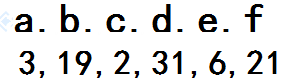 a. b. c. d. e. f
3, 19, 2, 31, 6, 21